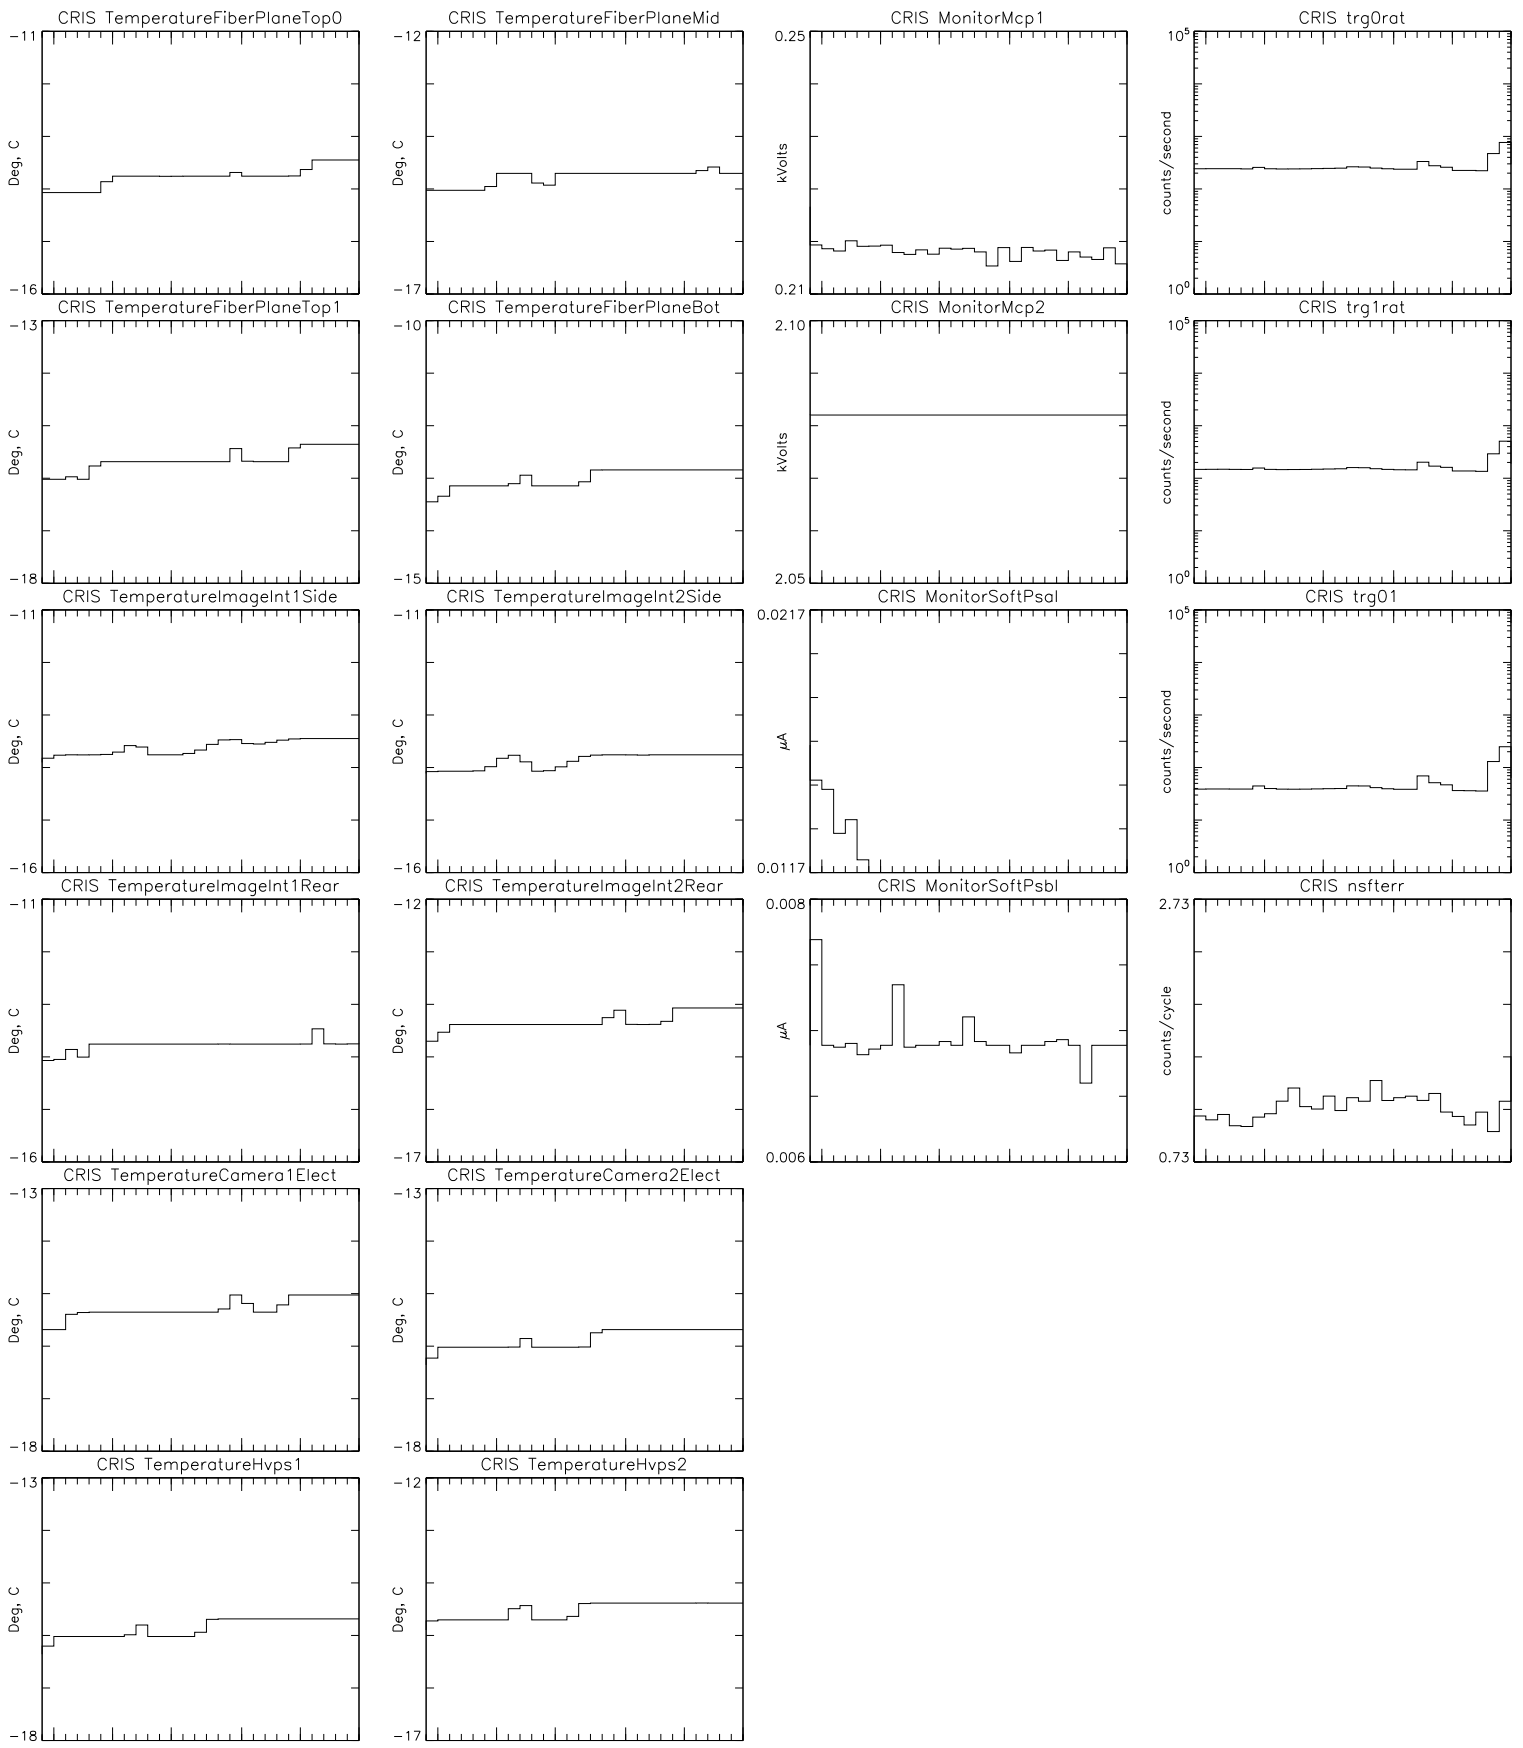 CRIS TemperatureFiberPlaneTop0
CRIS TemperatureFiberPlaneMid
CRIS MonitorMcp1
CRIS trg0rat
-11
Deg, C
-16
-12
Deg, C
-17
0.25
kVolts
0.21
10^5
counts/second
10^0
CRIS TemperatureFiberPlaneTop1
CRIS TemperatureFiberPlaneBot
CRIS MonitorMcp2
CRIS trg1rat
-13
Deg, C
-18
-10
Deg, C
-15
2.10
kVolts
2.05
10^5
counts/second
10^0
CRIS TemperatureImageInt1Side
CRIS TemperatureImageInt2Side
CRIS MonitorSoftPsaI
CRIS trg01
-11
Deg, C
-16
-11
Deg, C
-16
0.0217
μA
0.0117
10^5
counts/second
10^0
CRIS TemperatureImageInt1Rear
CRIS TemperatureImageInt2Rear
CRIS MonitorSoftPsbI
CRIS nsfterr
-11
Deg, C
-16
-12
Deg, C
-17
0.008
μA
0.006
2.73
counts/cycle
0.73
CRIS TemperatureCamera1Elect
CRIS TemperatureCamera2Elect
-13
Deg, C
-18
-13
Deg, C
-18
CRIS TemperatureHvps1
CRIS TemperatureHvps2
-13
Deg, C
-18
-12
Deg, C
-17